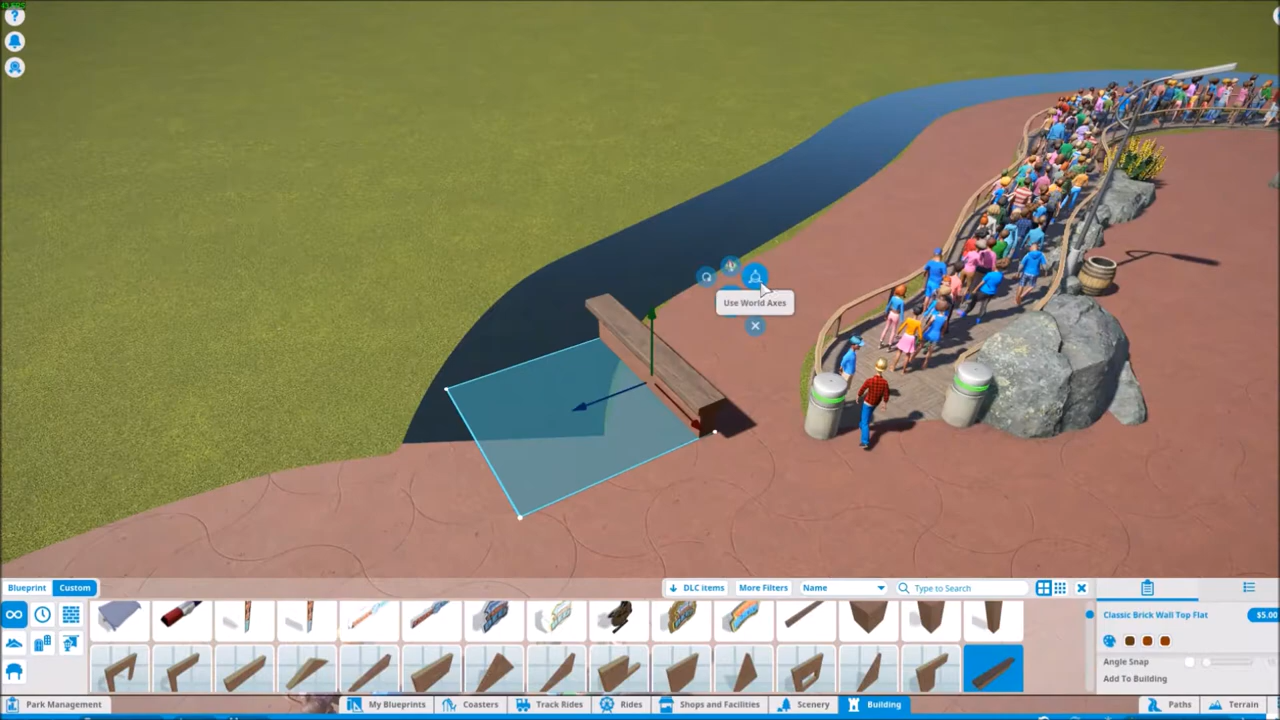 43 FPS
?
Use World Axes
Blueprint Custom
DLC items More Filters Name Type to Search
Classic Brick Wall Top Flat $5.00
Angle Snap
Add To Building
Park Management My Blueprints Coasters Track Rides Rides Shops and Facilities Scenery Building Paths Terrain